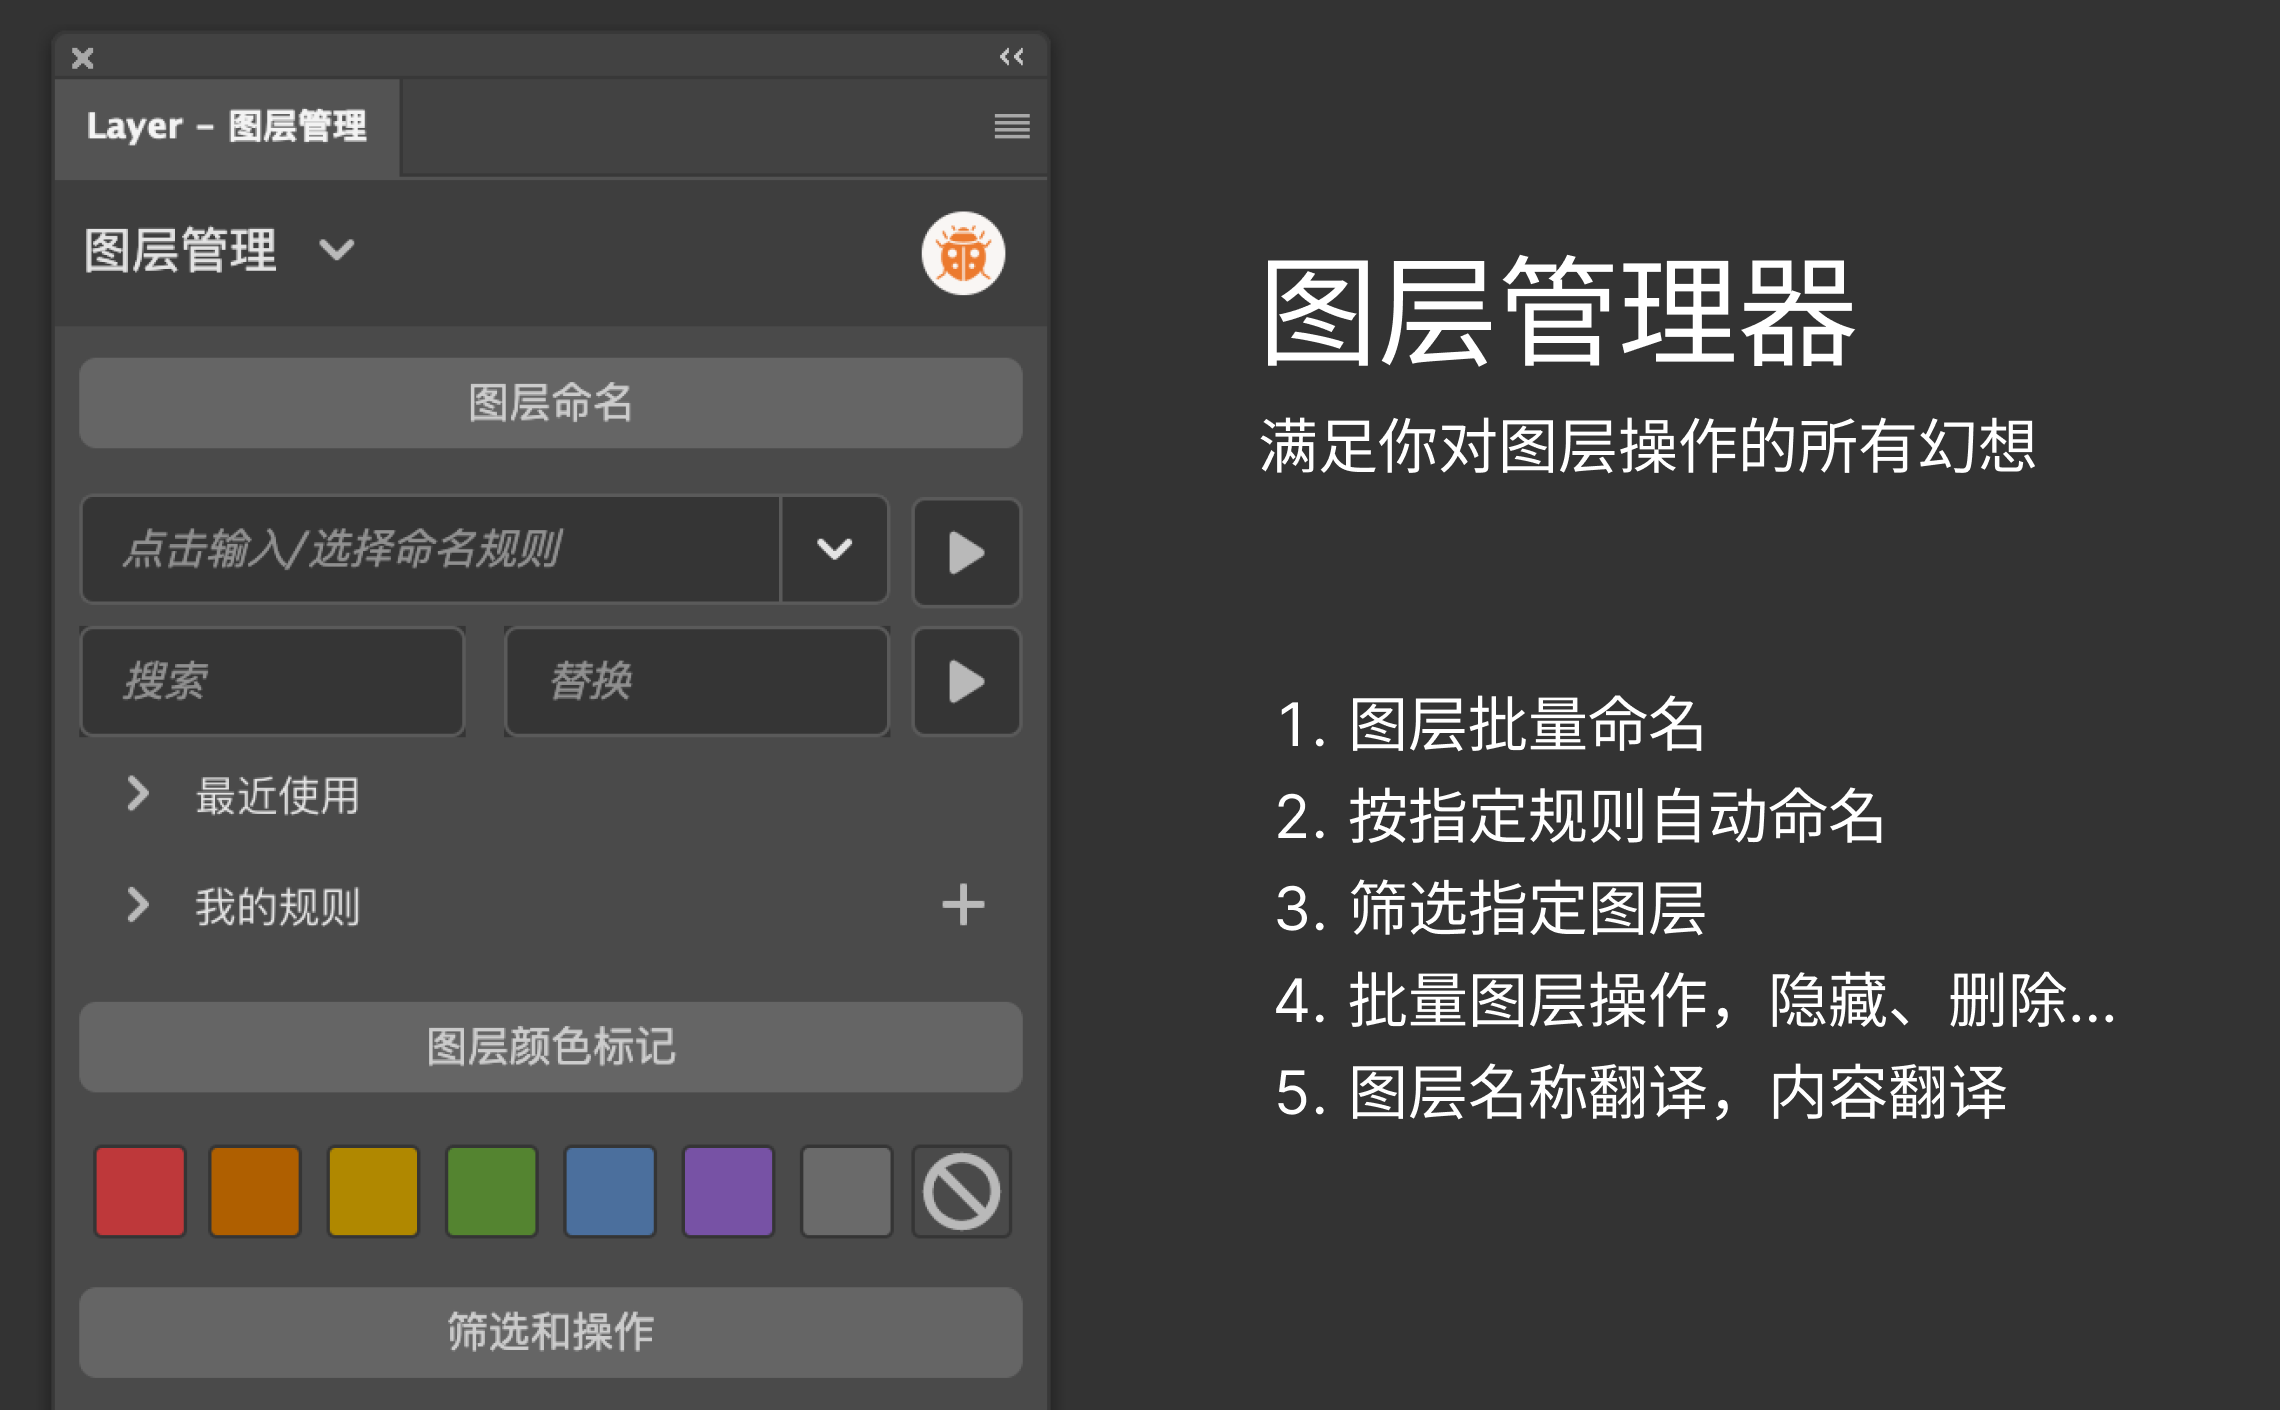 Layer – 图层管理
图层管理
图层命名
点击输入/选择命名规则
搜索
替换
最近使用
我的规则
图层颜色标记
筛选和操作
图层管理器
满足你对图层操作的所有幻想
1. 图层批量命名
2. 按指定规则自动命名
3. 筛选指定图层
4. 批量图层操作，隐藏、删除...
5. 图层名称翻译，内容翻译